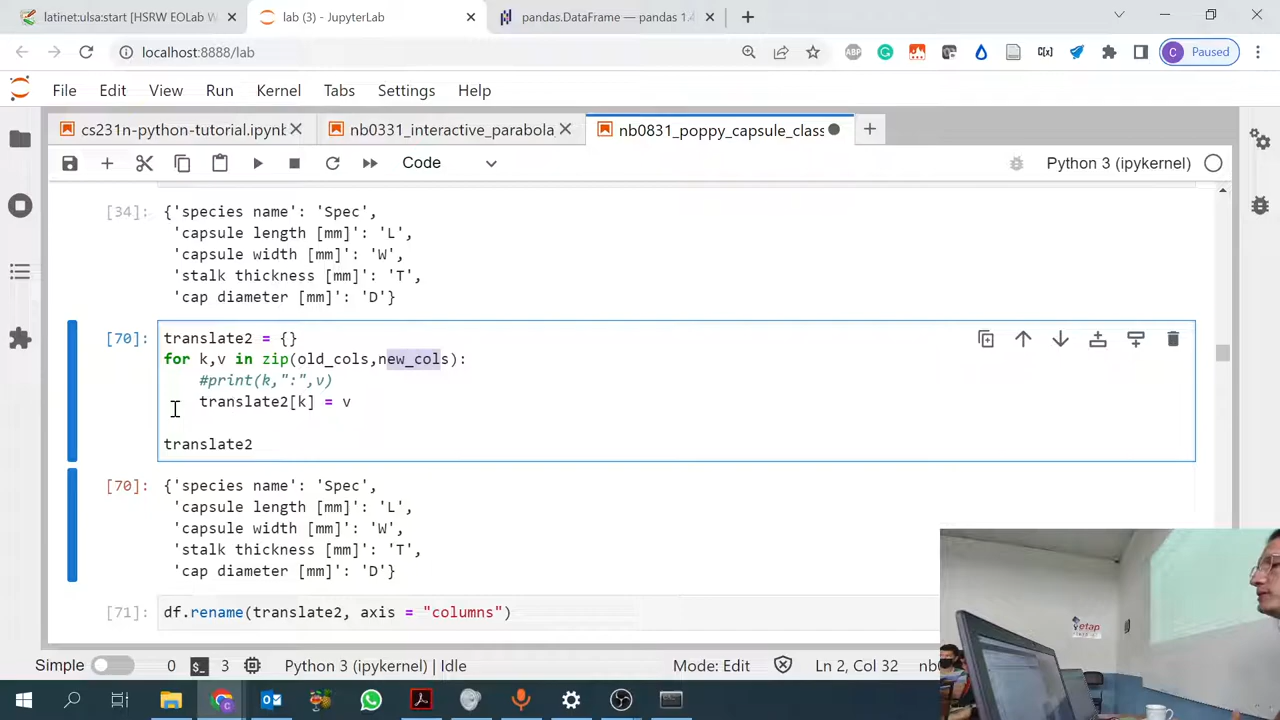 latinet:ulsa:start [HSRW EOLab W
lab (3) - JupyterLab
pandas.DataFrame — pandas 1.4
localhost:8888/lab
ABP
C[x]
C
Paused
File Edit View Run Kernel Tabs Settings Help
cs231n-python-tutorial.ipynb
nb0331_interactive_parabola
nb0831_poppy_capsule_class
Code
Python 3 (ipykernel)
[34]: {'species name': 'Spec',
'capsule length [mm]': 'L',
'capsule width [mm]': 'W',
'stalk thickness [mm]': 'T',
'cap diameter [mm]': 'D'}
[70]: translate2 = {}
for k,v in zip(old_cols,new_cols):
#print(k,":",v)
translate2[k] = v
translate2
[70]: {'species name': 'Spec',
'capsule length [mm]': 'L',
'capsule width [mm]': 'W',
'stalk thickness [mm]': 'T',
'cap diameter [mm]': 'D'}
[71]: df.rename(translate2, axis = "columns")
etap
Simple 0 3 Python 3 (ipykernel) | Idle Mode: Edit Ln 2, Col 32 nb0